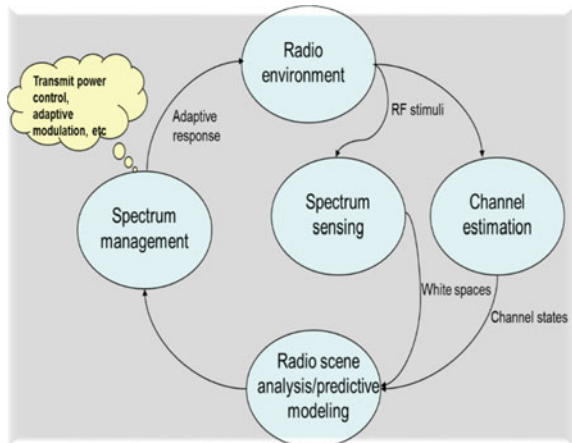 Radio
environment
Transmit power
control,
adaptive
modulation, etc
Adaptive
response
RF stimuli
Spectrum
management
Spectrum
sensing
Channel
estimation
White spaces
Channel states
Radio scene
analysis/predictive
modeling